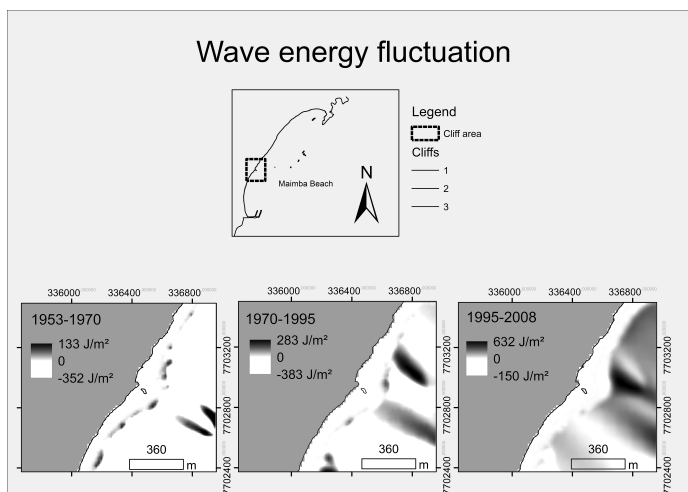 Wave energy fluctuation
Maimba Beach
N
Legend
Cliff area
Cliffs
1
2
3
336000 336400 336800
1953-1970
133 J/m²
0
-352 J/m²
360
m
336000 336400 336800
1970-1995
283 J/m²
0
-383 J/m²
360
m
336000 336400 336800
1995-2008
632 J/m²
0
-150 J/m²
360
m
7703200
7702800
7702400
7703200
7702800
7702400
7703200
7702800
7702400